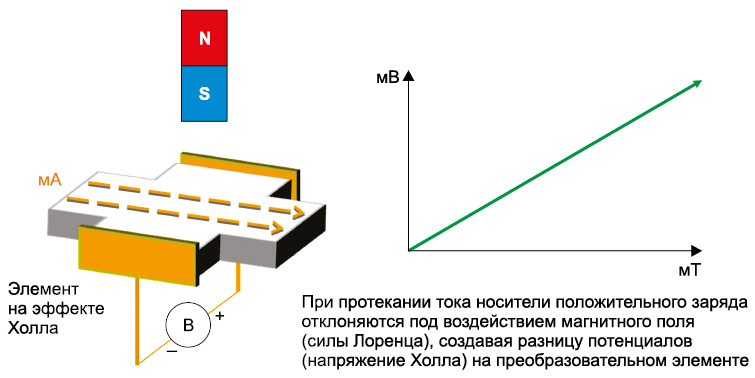 N
S
мА
Элемент
на эффекте
Холла
В
+
–
мВ
мТ
При протекании тока носители положительного заряда
отклоняются под воздействием магнитного поля
(силы Лоренца), создавая разницу потенциалов
(напряжение Холла) на преобразовательном элементе